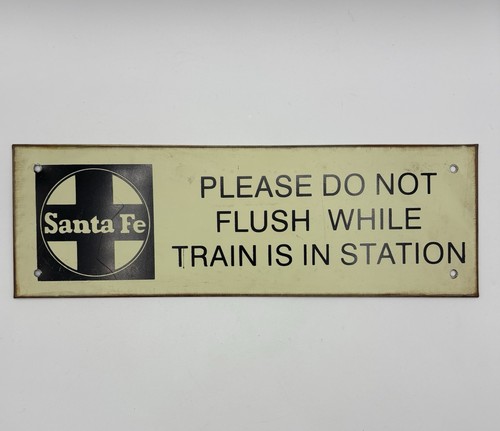 Santa Fe
PLEASE DO NOT
FLUSH WHILE
TRAIN IS IN STATION